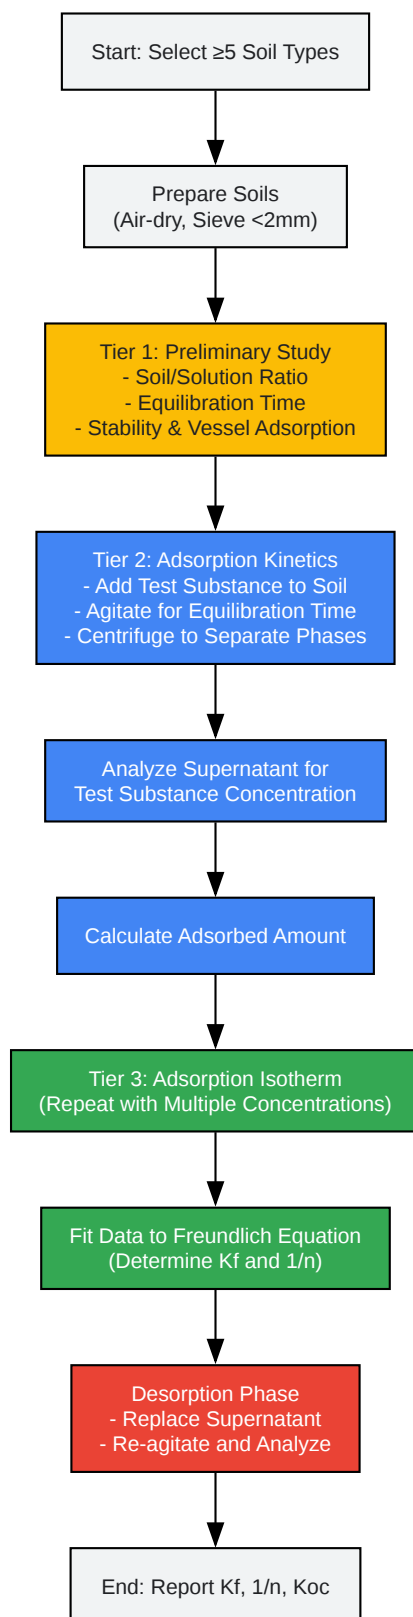 Start: Select ≥5 Soil Types
Prepare Soils
(Air-dry, Sieve <2mm)
Tier 1: Preliminary Study
- Soil/Solution Ratio
- Equilibration Time
- Stability & Vessel Adsorption
Tier 2: Adsorption Kinetics
- Add Test Substance to Soil
- Agitate for Equilibration Time
- Centrifuge to Separate Phases
Analyze Supernatant for
Test Substance Concentration
Calculate Adsorbed Amount
Tier 3: Adsorption Isotherm
(Repeat with Multiple Concentrations)
Fit Data to Freundlich Equation
(Determine Kf and 1/n)
Desorption Phase
- Replace Supernatant
- Re-agitate and Analyze
End: Report Kf, 1/n, Koc